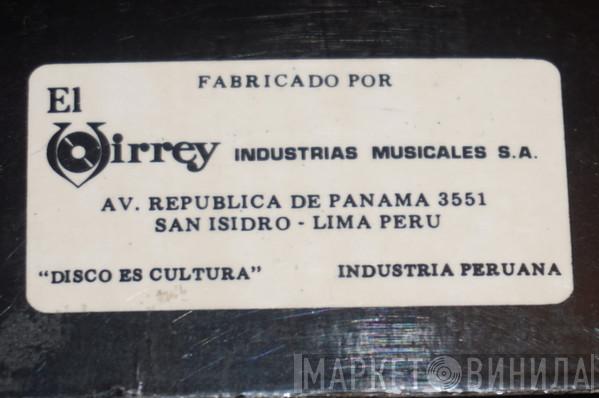 FABRICADO POR
El
Virrey INDUSTRIAS MUSICALES S.A.
AV. REPUBLICA DE PANAMA 3551
SAN ISIDRO - LIMA PERU
"DISCO ES CULTURA" INDUSTRIA PERUANA
МАРКЕТ ВИНИЛА